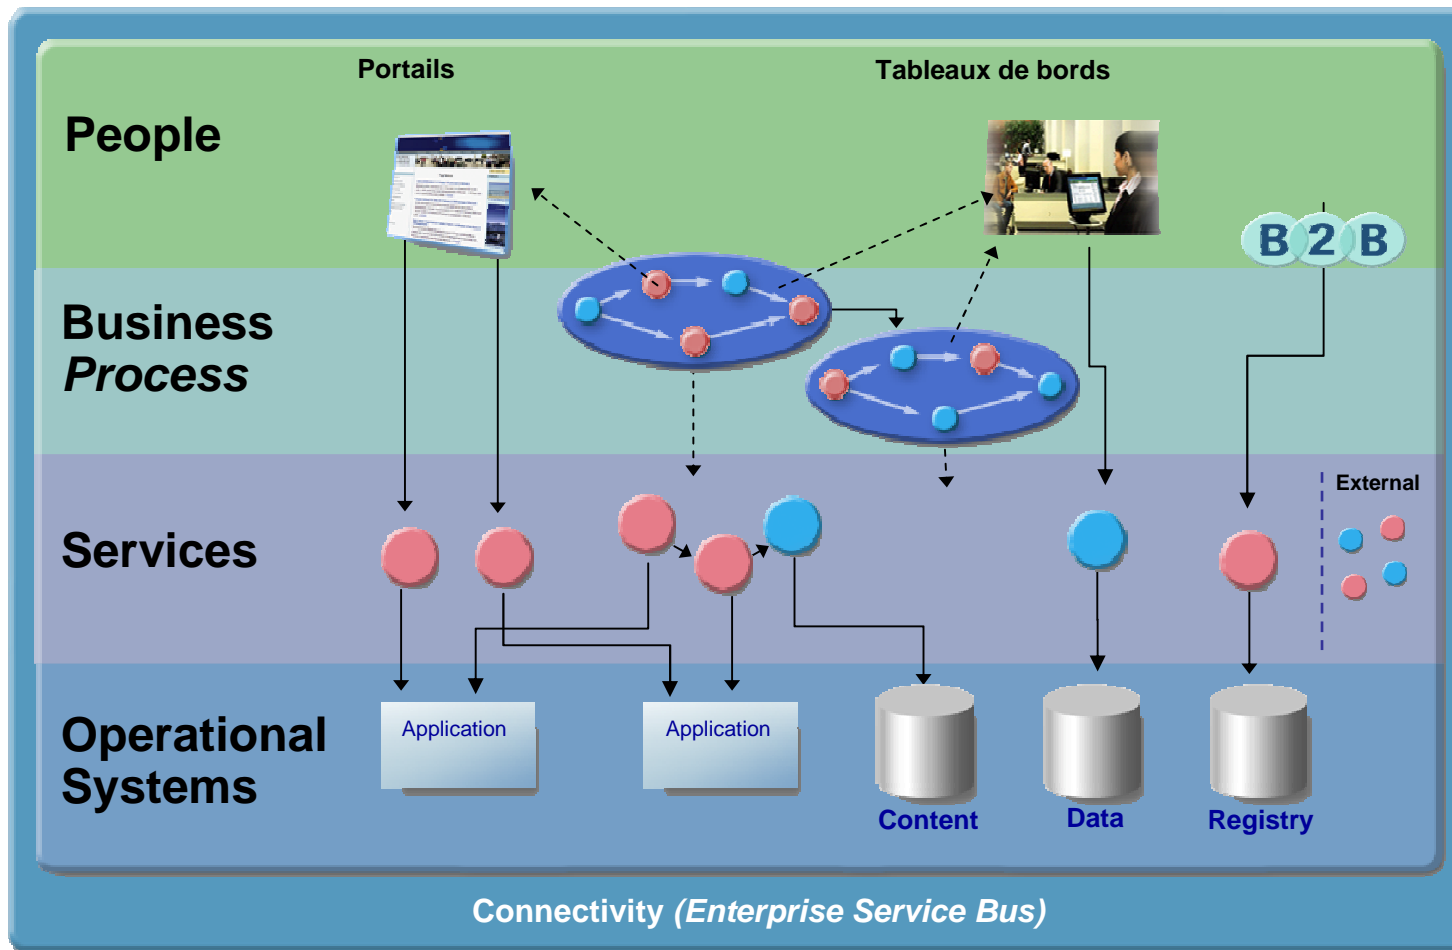 Portails
Tableaux de bords
People
B2B
Business
Process
External
Services
Application
Application
Operational
Systems
Content
Data
Registry
Connectivity (Enterprise Service Bus)